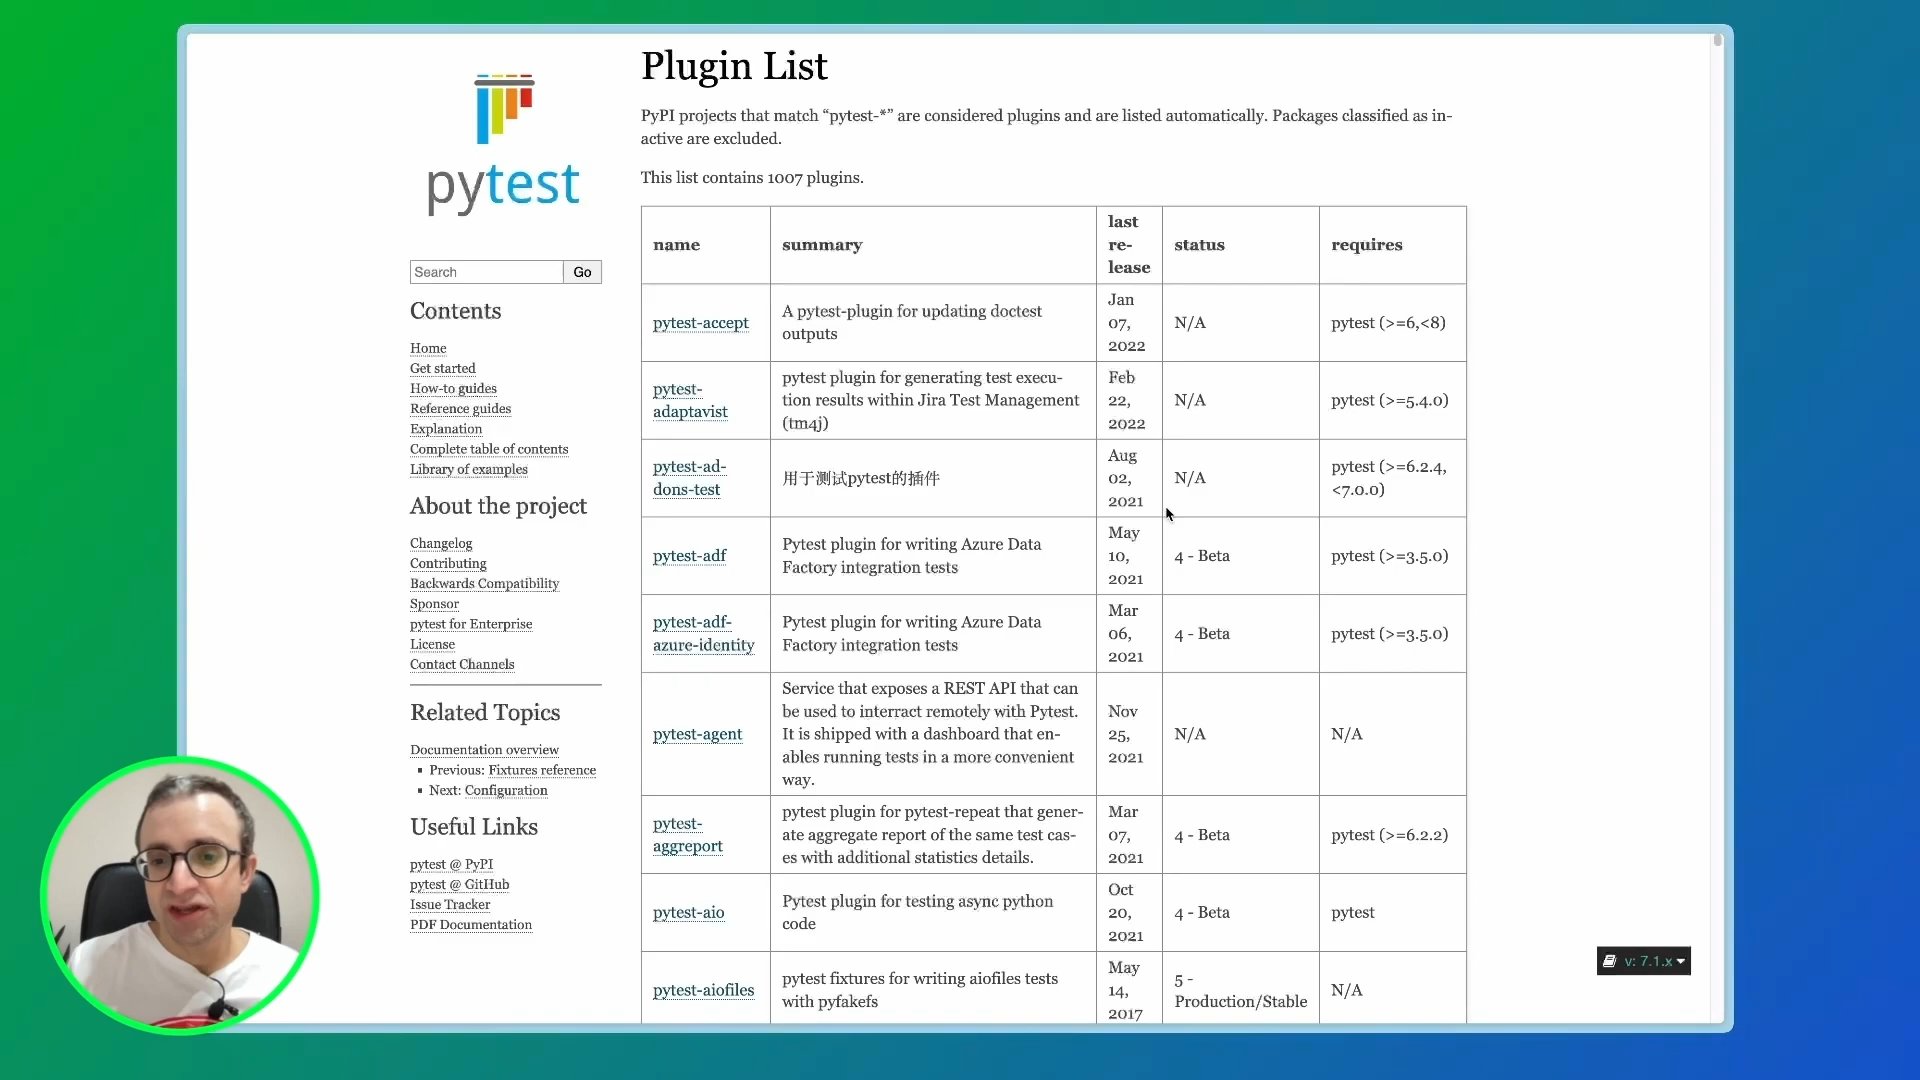 pytest
Search Go
Contents
Home
Get started
How-to guides
Reference guides
Explanation
Complete table of contents
Library of examples
About the project
Changelog
Contributing
Backwards Compatibility
Sponsor
pytest for Enterprise
License
Contact Channels
Related Topics
Documentation overview
Previous: Fixtures reference
Next: Configuration
Useful Links
pytest @ PyPI
pytest @ GitHub
Issue Tracker
PDF Documentation
Plugin List
PyPI projects that match “pytest-*” are considered plugins and are listed automatically. Packages classified as in-
active are excluded.
This list contains 1007 plugins.
name
summary
last
re-
lease
status
requires
pytest-accept
A pytest-plugin for updating doctest
outputs
Jan
07,
2022
N/A
pytest (>=6,<8)
pytest-
adaptavist
pytest plugin for generating test execu-
tion results within Jira Test Management
(tm4j)
Feb
22,
2022
N/A
pytest (>=5.4.0)
pytest-ad-
dons-test
用于测试pytest的插件
Aug
02,
2021
N/A
pytest (>=6.2.4,
<7.0.0)
pytest-adf
Pytest plugin for writing Azure Data
Factory integration tests
May
10,
2021
4 - Beta
pytest (>=3.5.0)
pytest-adf-
azure-identity
Pytest plugin for writing Azure Data
Factory integration tests
Mar
06,
2021
4 - Beta
pytest (>=3.5.0)
pytest-agent
Service that exposes a REST API that can
be used to interract remotely with Pytest.
It is shipped with a dashboard that en-
ables running tests in a more convenient
way.
Nov
25,
2021
N/A
N/A
pytest-
aggreport
pytest plugin for pytest-repeat that gener-
ate aggregate report of the same test cas-
es with additional statistics details.
Mar
07,
2021
4 - Beta
pytest (>=6.2.2)
pytest-aio
Pytest plugin for testing async python
code
Oct
20,
2021
4 - Beta
pytest
pytest-aiofiles
pytest fixtures for writing aiofiles tests
with pyfakefs
May
14,
2017
5 -
Production/Stable
N/A
v: 7.1.x